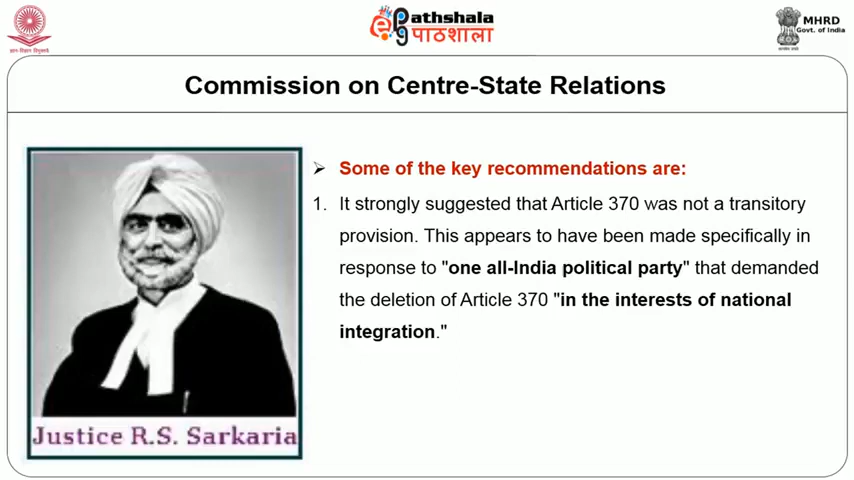 ePathshala
पाठशाला
MHRD
Govt. of India
Commission on Centre-State Relations
➢ Some of the key recommendations are:
1. It strongly suggested that Article 370 was not a transitory
provision. This appears to have been made specifically in
response to "one all-India political party" that demanded
the deletion of Article 370 "in the interests of national
integration."
Justice R.S. Sarkaria